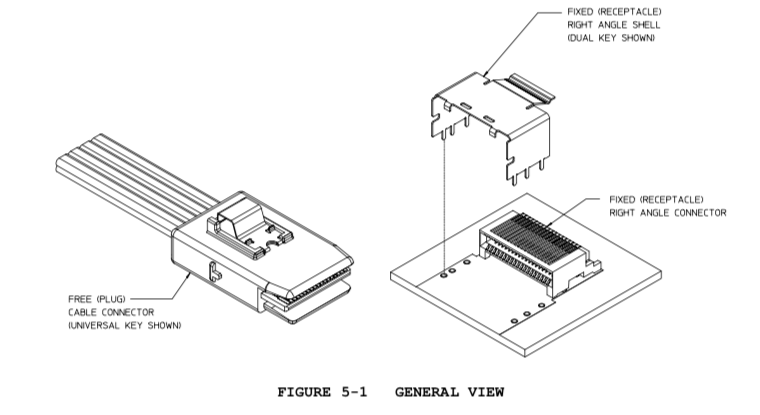 FIXED (RECEPTACLE)
RIGHT ANGLE SHELL
(DUAL KEY SHOWN)
FIXED (RECEPTACLE)
RIGHT ANGLE CONNECTOR
FREE (PLUG)
CABLE CONNECTOR
(UNIVERSAL KEY SHOWN)
FIGURE 5-1 GENERAL VIEW